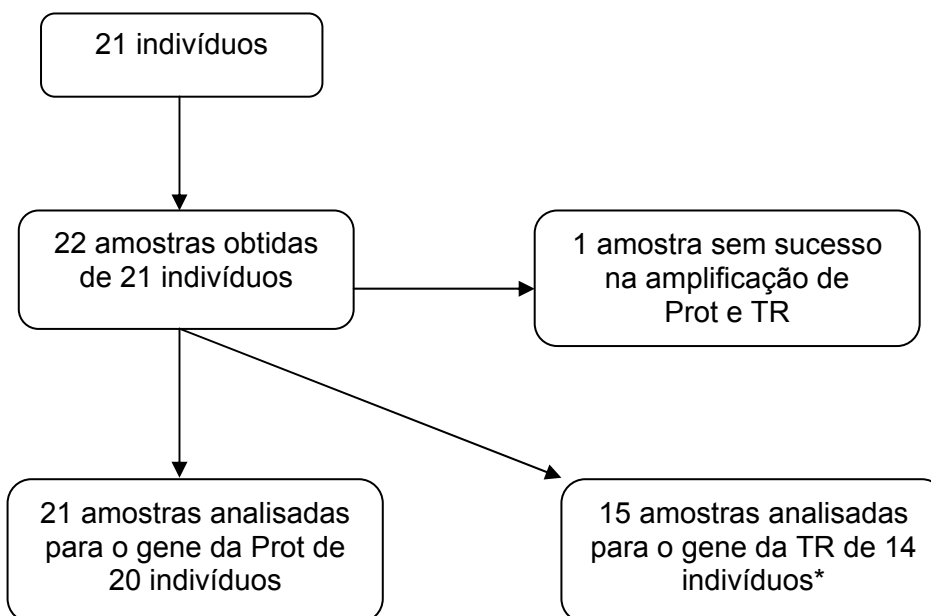 21 indivíduos
22 amostras obtidas
de 21 indivíduos
1 amostra sem sucesso
na amplificação de
Prot e TR
21 amostras analisadas
para o gene da Prot de
20 indivíduos
15 amostras analisadas
para o gene da TR de 14
indivíduos*